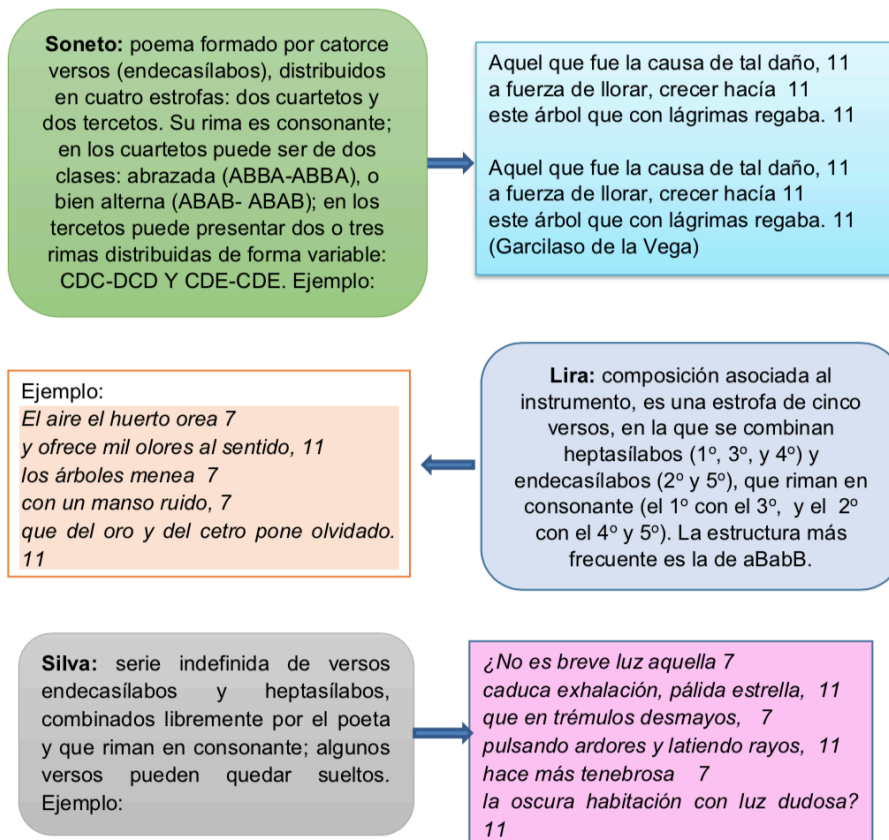 Soneto: poema formado por catorce
versos (endecasílabos), distribuidos
en cuatro estrofas: dos cuartetos y
dos tercetos. Su rima es consonante;
en los cuartetos puede ser de dos
clases: abrazada (ABBA-ABBA), o
bien alterna (ABAB- ABAB); en los
tercetos puede presentar dos o tres
rimas distribuidas de forma variable:
CDC-DCD Y CDE-CDE. Ejemplo:
Aquel que fue la causa de tal daño, 11
a fuerza de llorar, crecer hacía 11
este árbol que con lágrimas regaba. 11
Aquel que fue la causa de tal daño, 11
a fuerza de llorar, crecer hacía 11
este árbol que con lágrimas regaba. 11
(Garcilaso de la Vega)
Lira: composición asociada al
instrumento, es una estrofa de cinco
versos, en la que se combinan
heptasílabos (1º, 3º, y 4º) y
endecasílabos (2º y 5º), que riman en
consonante (el 1º con el 3º, y el 2º
con el 4º y 5º). La estructura más
frecuente es la de aBabB.
Ejemplo:
El aire el huerto orea 7
y ofrece mil olores al sentido, 11
los árboles menea 7
con un manso ruido, 7
que del oro y del cetro pone olvidado.
11
Silva: serie indefinida de versos
endecasílabos y heptasílabos,
combinados libremente por el poeta
y que riman en consonante; algunos
versos pueden quedar sueltos.
Ejemplo:
¿No es breve luz aquella 7
caduca exhalación, pálida estrella, 11
que en trémulos desmayos, 7
pulsando ardores y latiendo rayos, 11
hace más tenebrosa 7
la oscura habitación con luz dudosa?
11